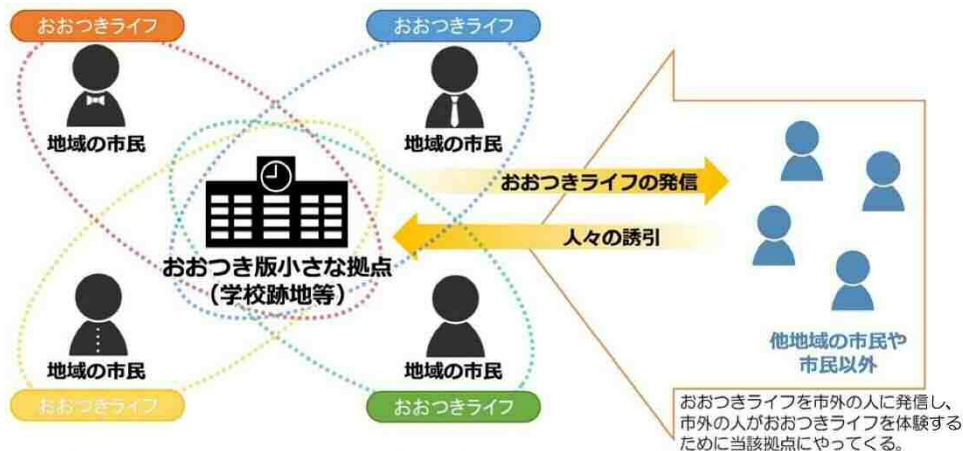 おおつきライフ
おおつきライフ
地域の市民
地域の市民
おおつきライフの発信
人々の誘引
おおつき版小さな拠点
（学校跡地等）
地域の市民
地域の市民
おおつきライフ
おおつきライフ
他地域の市民や
市民以外
おおつきライフを市外の人に発信し、
市外の人がおおつきライフを体験する
ために当該拠点にやってくる。